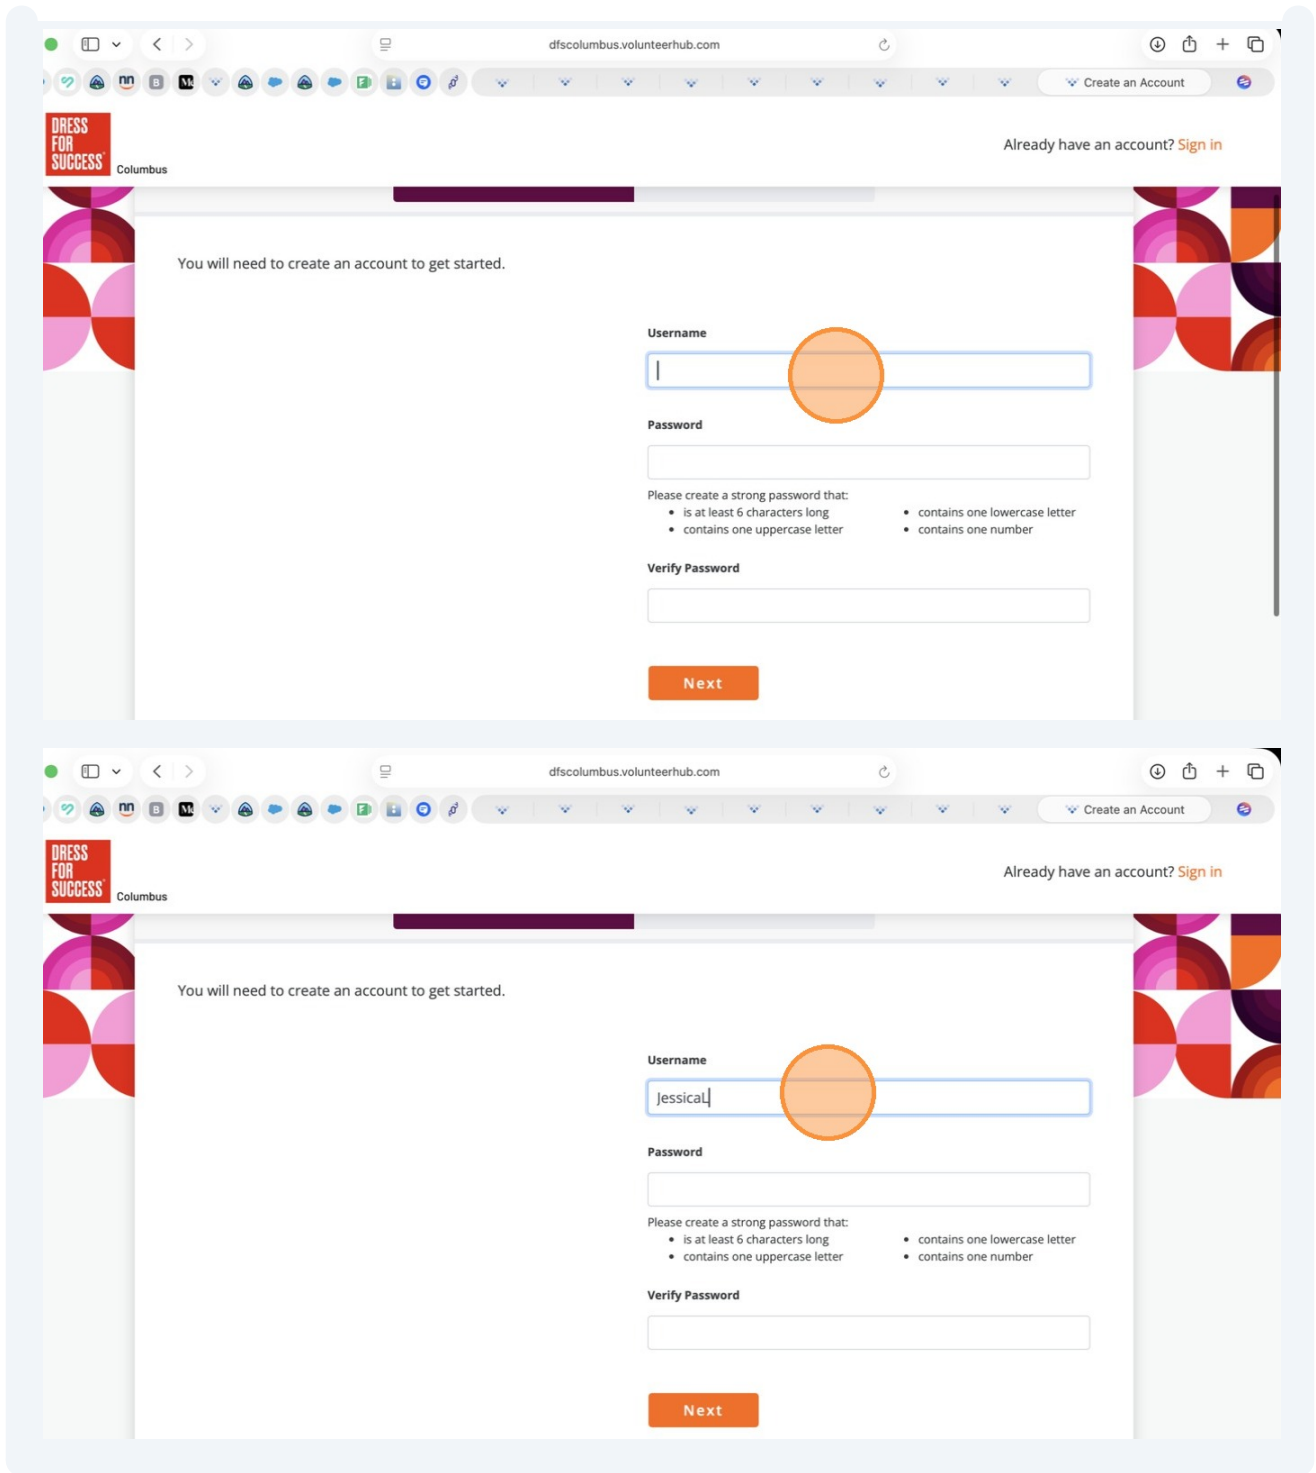 dfscolumbus.volunteerhub.com
nn B M Create an Account
DRESS
FOR
SUCCESS
Columbus
Already have an account? Sign in
You will need to create an account to get started.
Username
Password
Please create a strong password that:
• is at least 6 characters long
• contains one uppercase letter
• contains one lowercase letter
• contains one number
Verify Password
Next
dfscolumbus.volunteerhub.com
nn B M Create an Account
DRESS
FOR
SUCCESS
Columbus
Already have an account? Sign in
You will need to create an account to get started.
Username
JessicaL
Password
Please create a strong password that:
• is at least 6 characters long
• contains one uppercase letter
• contains one lowercase letter
• contains one number
Verify Password
Next